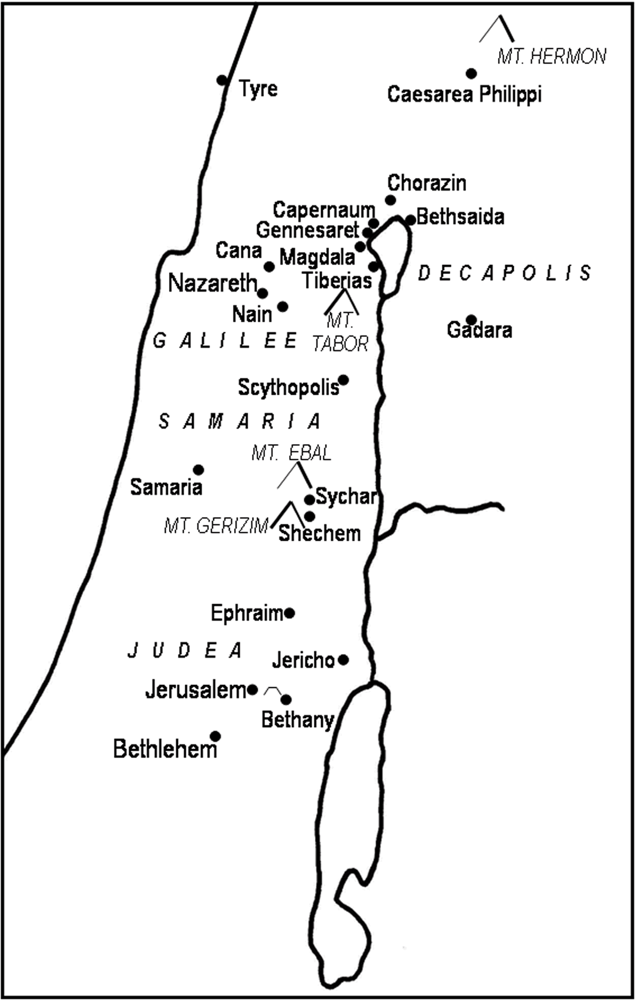 MT. HERMON
Tyre
Caesarea Philippi
Chorazin
Capernaum
Bethsaida
Gennesaret
Cana
Magdala
DECAPOLIS
Tiberias
Nazareth
Nain
MT.
TABOR
Gadara
GALILEE
Scythopolis
SAMARIA
MT. EBAL
Samaria
Sychar
MT. GERIZIM
Shechem
Ephraim
JUDEA
Jericho
Jerusalem
Bethany
Bethlehem